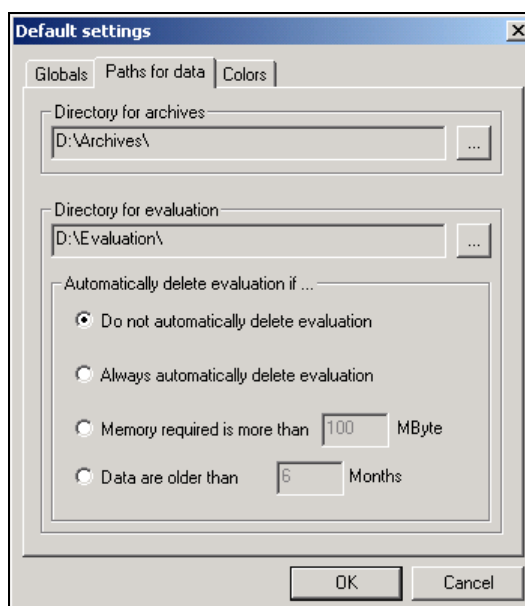 Default settings
Globals Paths for data Colors
Directory for archives
D:\Archives\ ...
Directory for evaluation
D:\Evaluation\ ...
Automatically delete evaluation if ...
Do not automatically delete evaluation
Always automatically delete evaluation
Memory required is more than 100 MByte
Data are older than 6 Months
OK Cancel